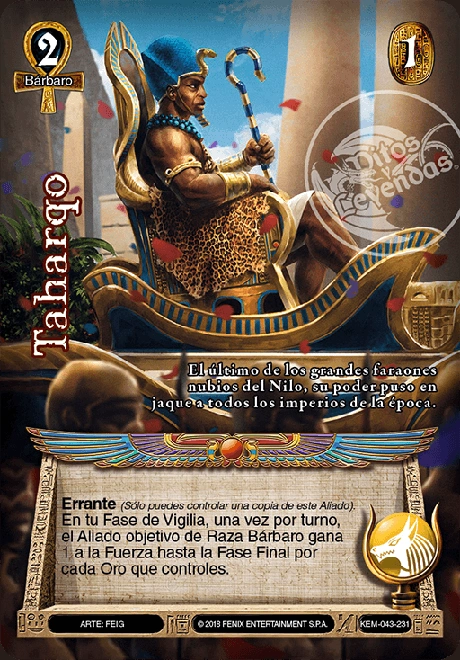 2
Bárbaro
1
Mitos
y
Leyendas
Taharqo
El último de los grandes faraones
nubios del Nilo, su poder puso en
jaque a todos los imperios de la época.
Errante (Sólo puedes controlar una copia de este Aliado).
En tu Fase de Vigilia, una vez por turno,
el Aliado objetivo de Raza Bárbaro gana
1 a la Fuerza hasta la Fase Final por
cada Oro que controles.
ARTE: FEIG
© 2018 FENIX ENTERTAINMENT S.P.A.
KEM-043-231